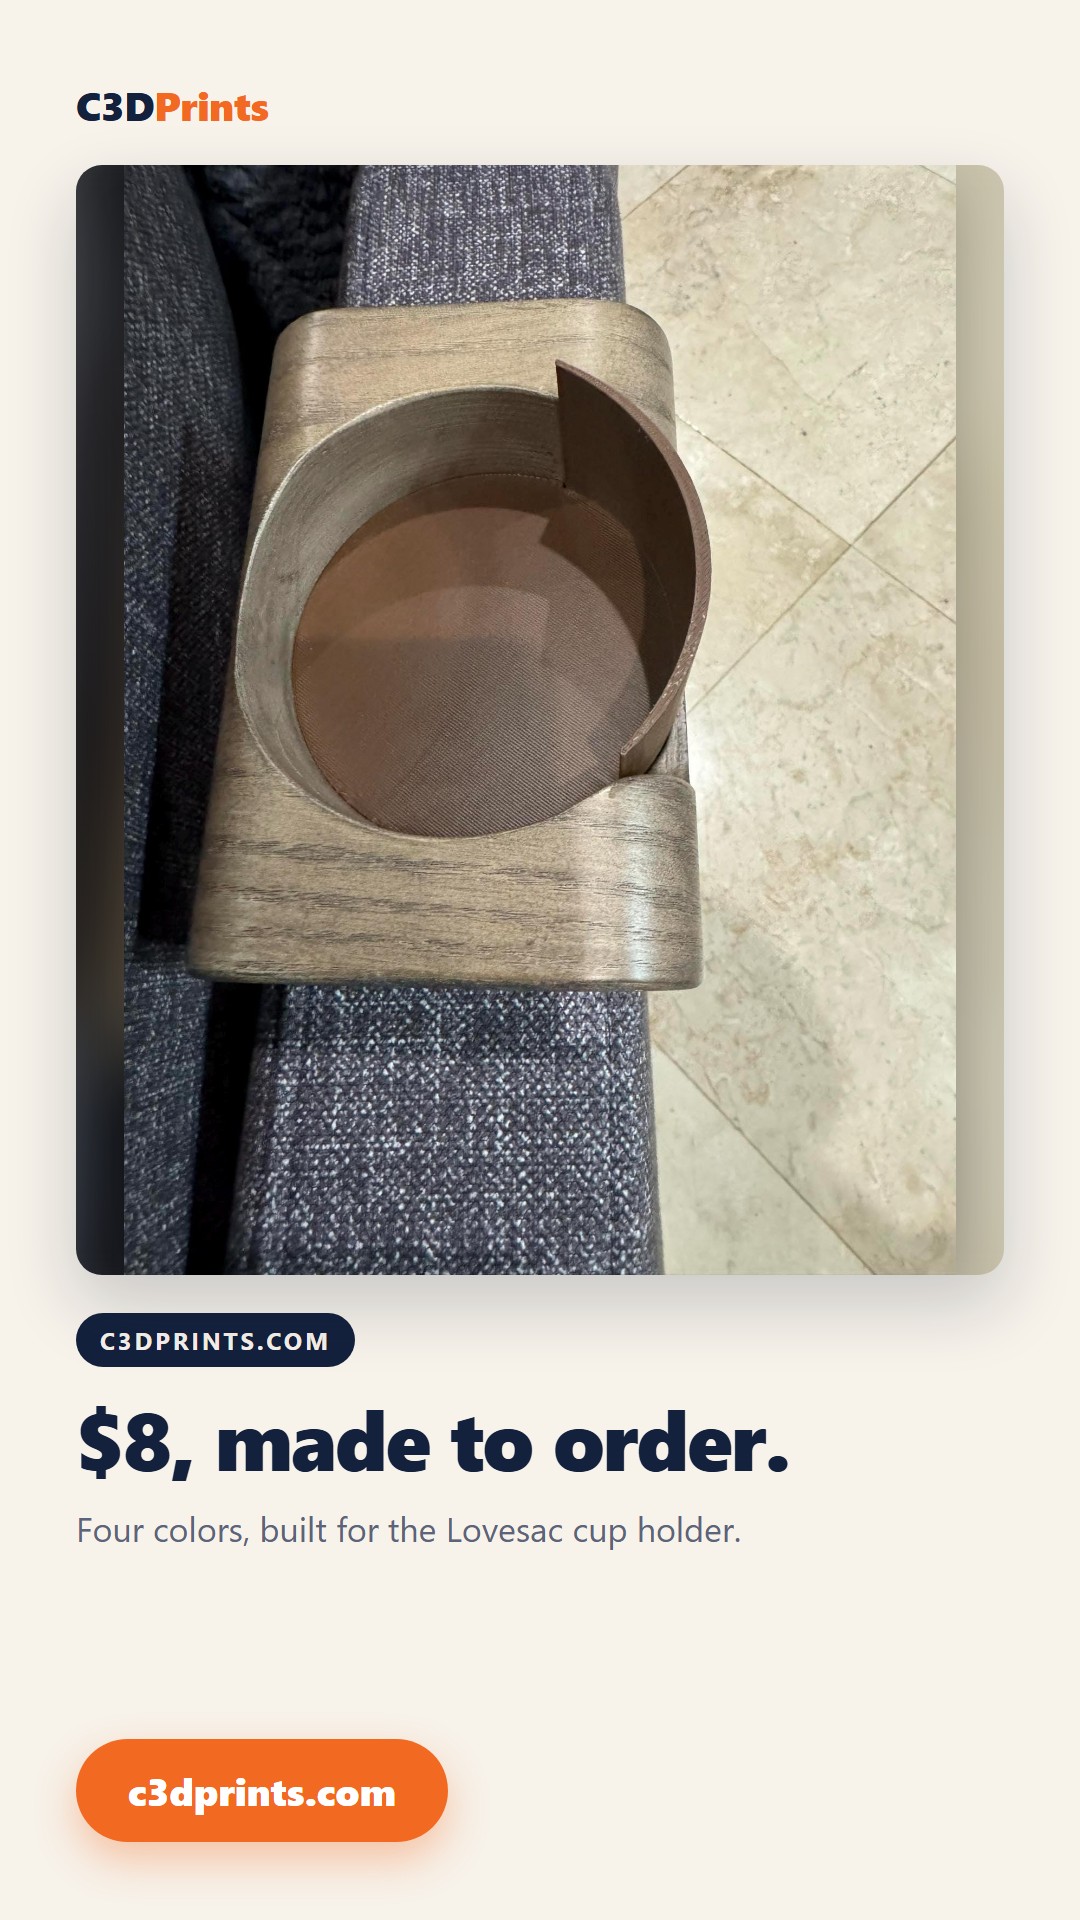 C3DPrints
C3DPRINTS.COM
$8, made to order.
Four colors, built for the Lovesac cup holder.
c3dprints.com